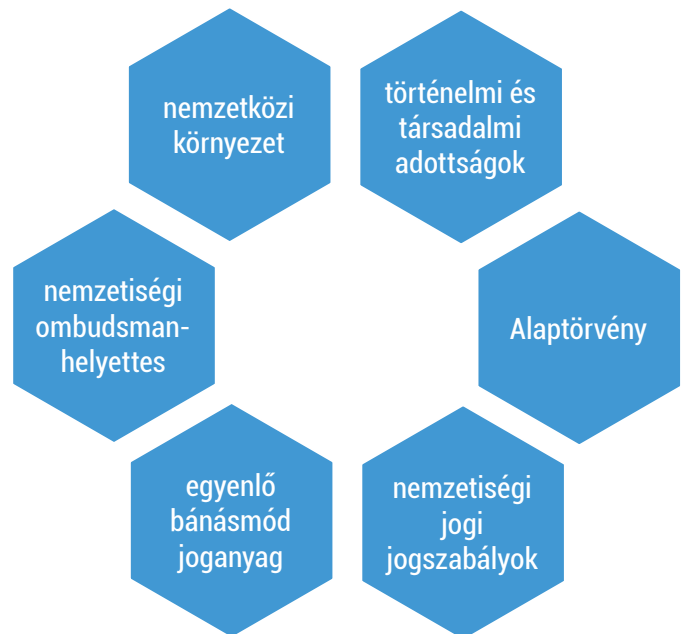 nemzetközi
környezet
történelmi és
társadalmi
adottságok
nemzetiségi
ombudsman-
helyettes
Alaptörvény
egyenlő
bánásmód
joganyag
nemzetiségi
jogi
jogszabályok